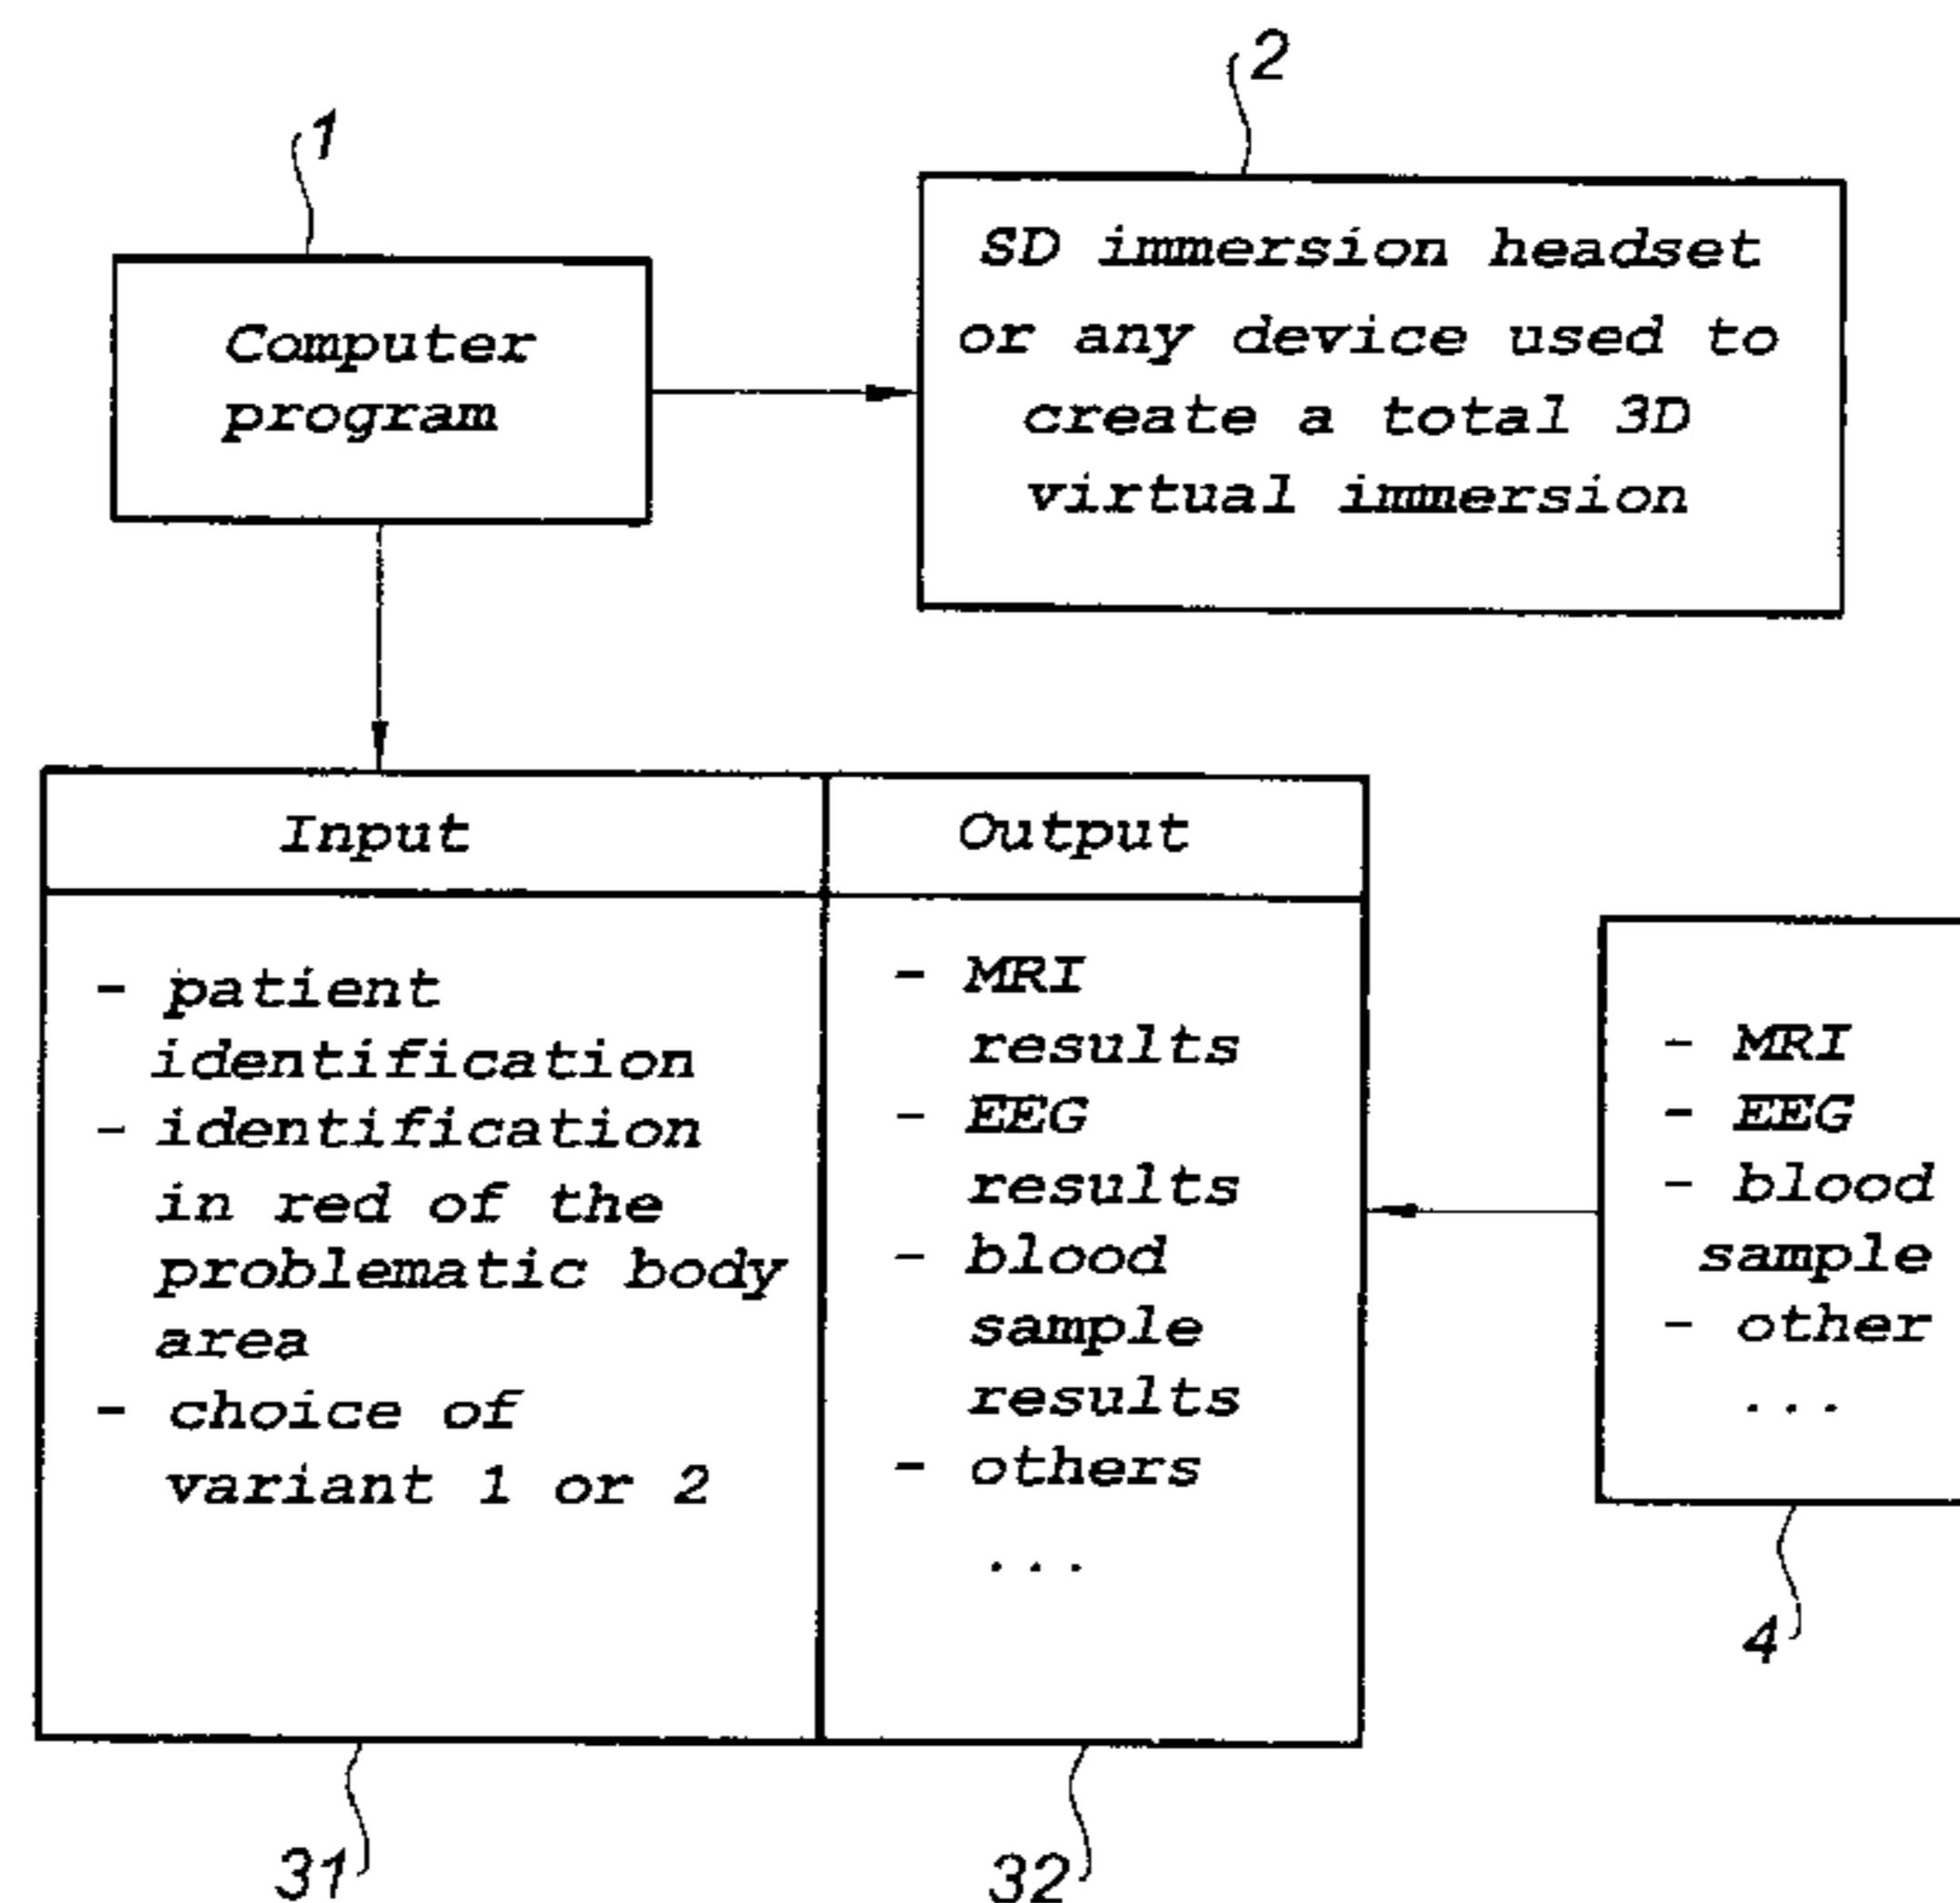 2
1
SD immersion headset
or any device used to
create a total 3D
virtual immersion
Computer
program
Input
Output
- patient
identification
- identification
in red of the
problematic body
area
- choice of
variant 1 or 2
- MRI
results
- EEG
results
- blood
sample
results
- others
...
- MRI
- EEG
- blood
sample
- other
...
4
31
32